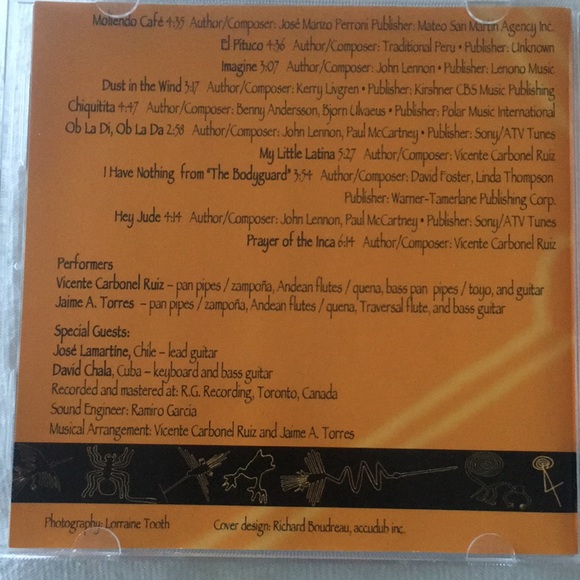 Moliendo Café 4:35 Author/Composer: José Manzo Perroni Publisher: Mateo San Martin Agency Inc.
El Pituco 4:36 Author/Composer: Traditional Peru • Publisher: Unknown
Imagine 3:07 Author/Composer: John Lennon • Publisher: Lenono Music
Dust in the Wind 3:17 Author/Composer: Kerry Livgren • Publisher: Kirshner CBS Music Publishing
Chiquitita 4:47 Author/Composer: Benny Andersson, Bjorn Ulvaeus • Publisher: Polar Music International
Ob La Di, Ob La Da 2:58 Author/Composer: John Lennon, Paul McCartney • Publisher: Sony/ATV Tunes
My Little Latina 5:27 Author/Composer: Vicente Carbonel Ruiz
I Have Nothing from "The Bodyguard" 3:54 Author/Composer: David Foster, Linda Thompson
Publisher: Warner-Tamerlane Publishing Corp.
Hey Jude 4:14 Author/Composer: John Lennon, Paul McCartney • Publisher: Sony/ATV Tunes
Prayer of the Inca 6:14 Author/Composer: Vicente Carbonel Ruiz
Performers
Vicente Carbonel Ruiz – pan pipes / zampoña, Andean flutes / quena, bass pan pipes / toyo, and guitar
Jaime A. Torres – pan pipes / zampoña, Andean flutes / quena, Traversal flute, and bass guitar
Special Guests:
José Lamartine, Chile – lead guitar
David Chala, Cuba – keyboard and bass guitar
Recorded and mastered at: R.G. Recording, Toronto, Canada
Sound Engineer: Ramiro Garcia
Musical Arrangement: Vicente Carbonel Ruiz and Jaime A. Torres
Photography: Lorraine Tooth Cover design: Richard Boudreau, accudub inc.